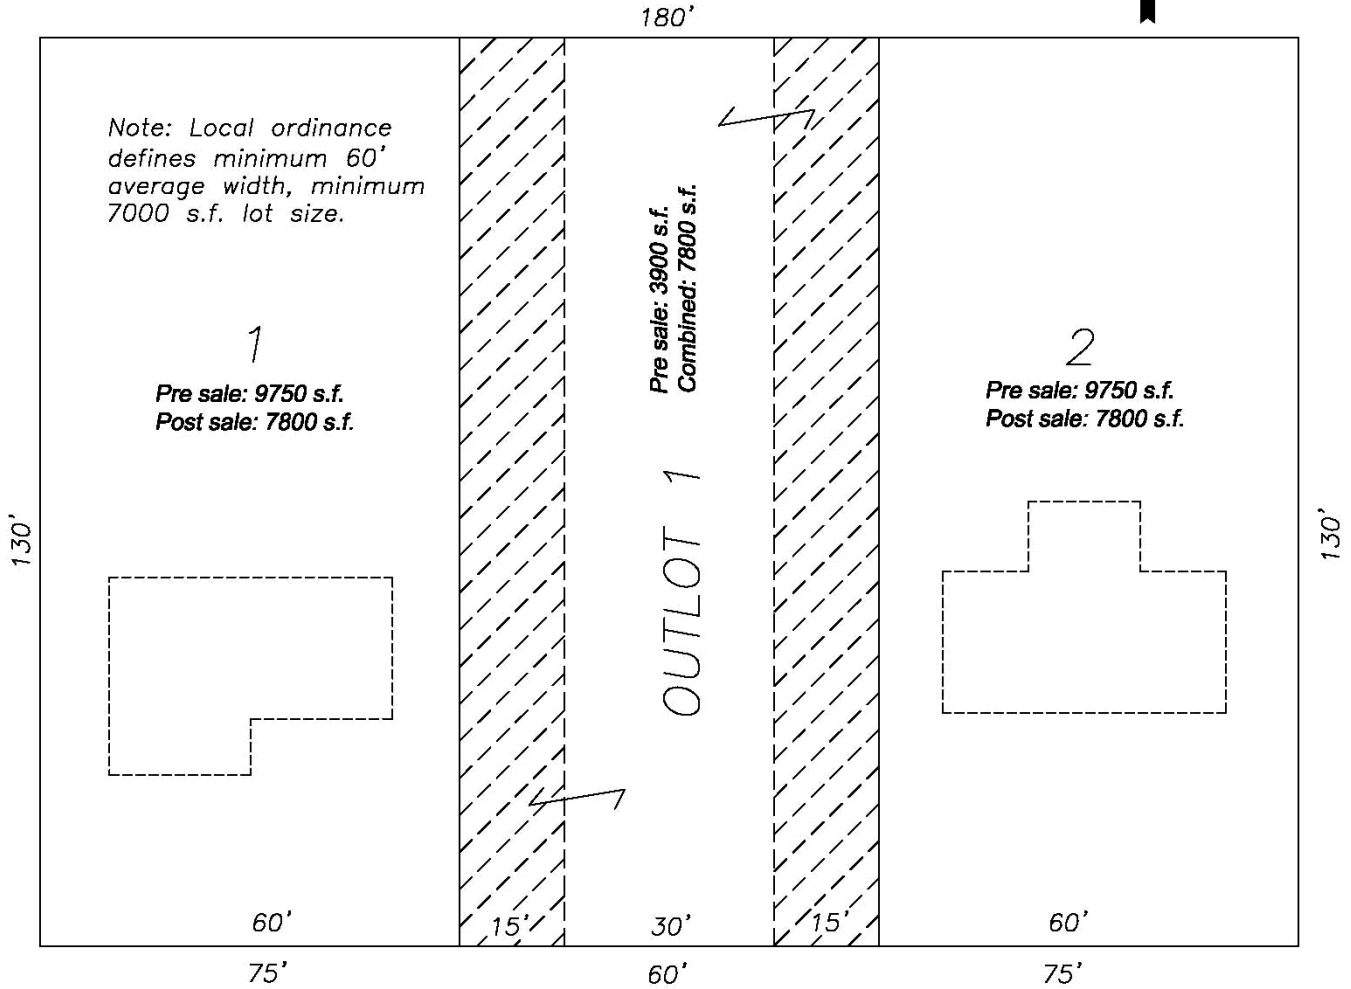 180'
Note: Local ordinance
defines minimum 60'
average width, minimum
7000 s.f. lot size.
Pre sale: 3900 s.f.
Combined: 7800 s.f.
1
Pre sale: 9750 s.f.
Post sale: 7800 s.f.
2
Pre sale: 9750 s.f.
Post sale: 7800 s.f.
OUTLOT 1
130'
130'
60'
15'
30'
15'
60'
75'
60'
75'